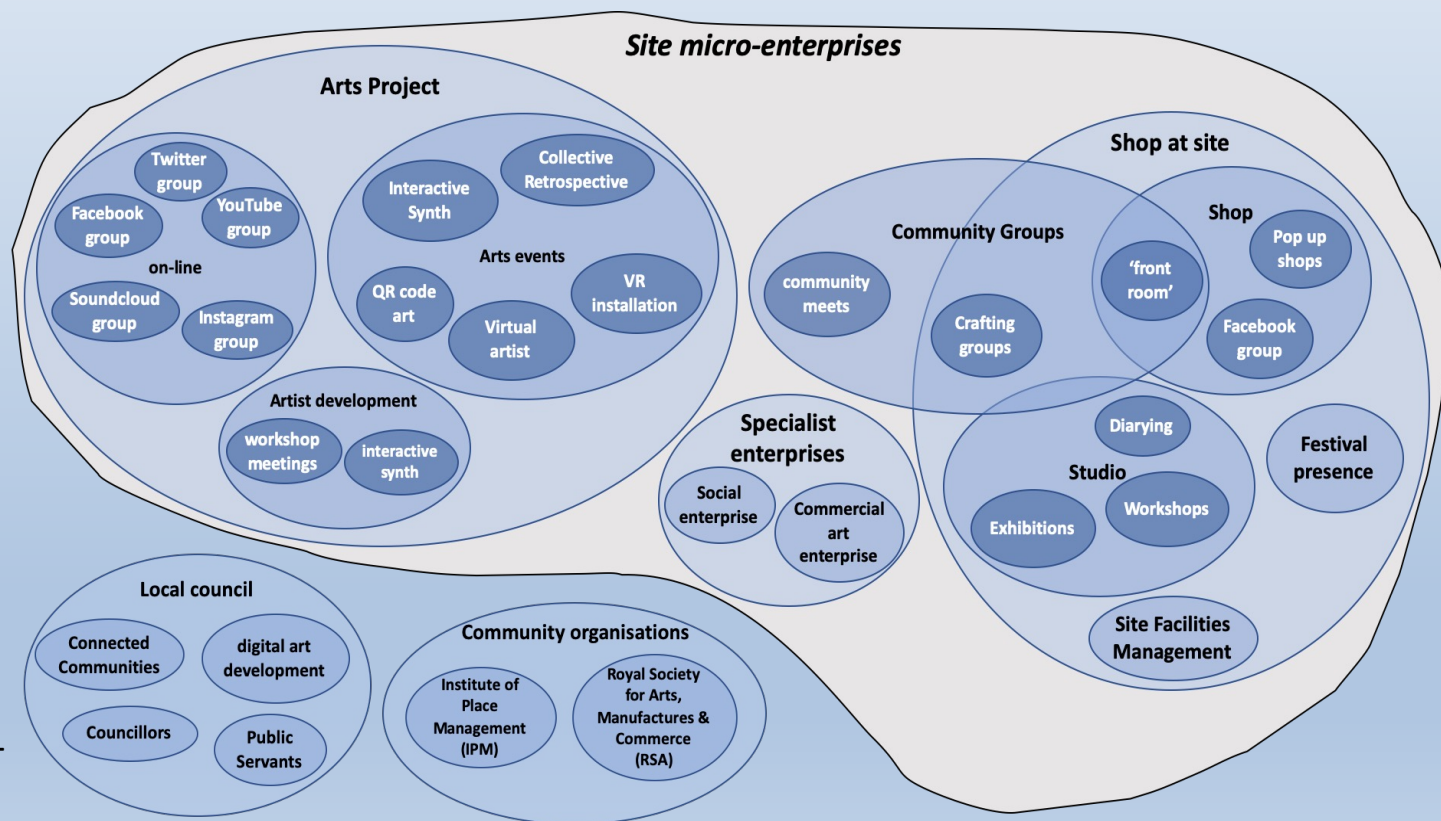 Site micro-enterprises
Arts Project
Twitter
group
Facebook
group
YouTube
group
on-line
Soundcloud
group
Instagram
group
Interactive
Synth
Collective
Retrospective
Arts events
QR code
art
Virtual
artist
VR
installation
Artist development
workshop
meetings
interactive
synth
Community Groups
community
meets
Crafting
groups
Shop at site
Shop
'front
room'
Pop up
shops
Facebook
group
Diarying
Studio
Exhibitions
Workshops
Festival
presence
Site Facilities
Management
Specialist
enterprises
Social
enterprise
Commercial
art
enterprise
Local council
Connected
Communities
digital art
development
Councillors
Public
Servants
Community organisations
Institute of
Place
Management
(IPM)
Royal Society
for Arts,
Manufactures &
Commerce
(RSA)